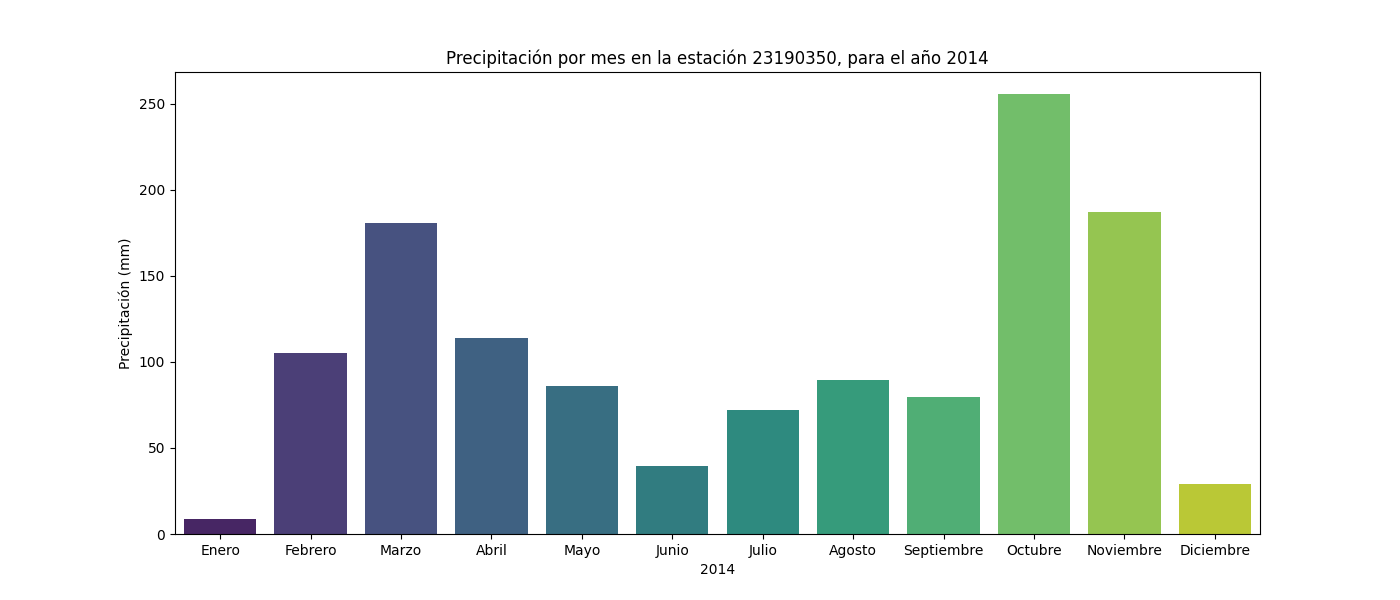 Precipitación por mes en la estación 23190350, para el año 2014
Precipitación (mm)
250
200
150
100
50
0
Enero Febrero Marzo Abril Mayo Junio Julio Agosto Septiembre Octubre Noviembre Diciembre
2014